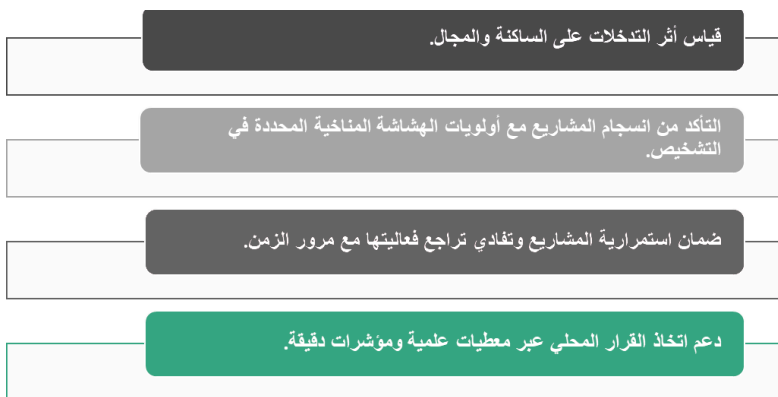 قياس أثر التدخلات على الساكنة والمجال.
التأكد من انسجام المشاريع مع أولويات الهشاشة المناخية المحددة في
التشخيص.
ضمان استمرارية المشاريع وتفادي تراجع فعاليتها مع مرور الزمن.
دعم اتخاذ القرار المحلي عبر معطيات علمية ومؤشرات دقيقة.